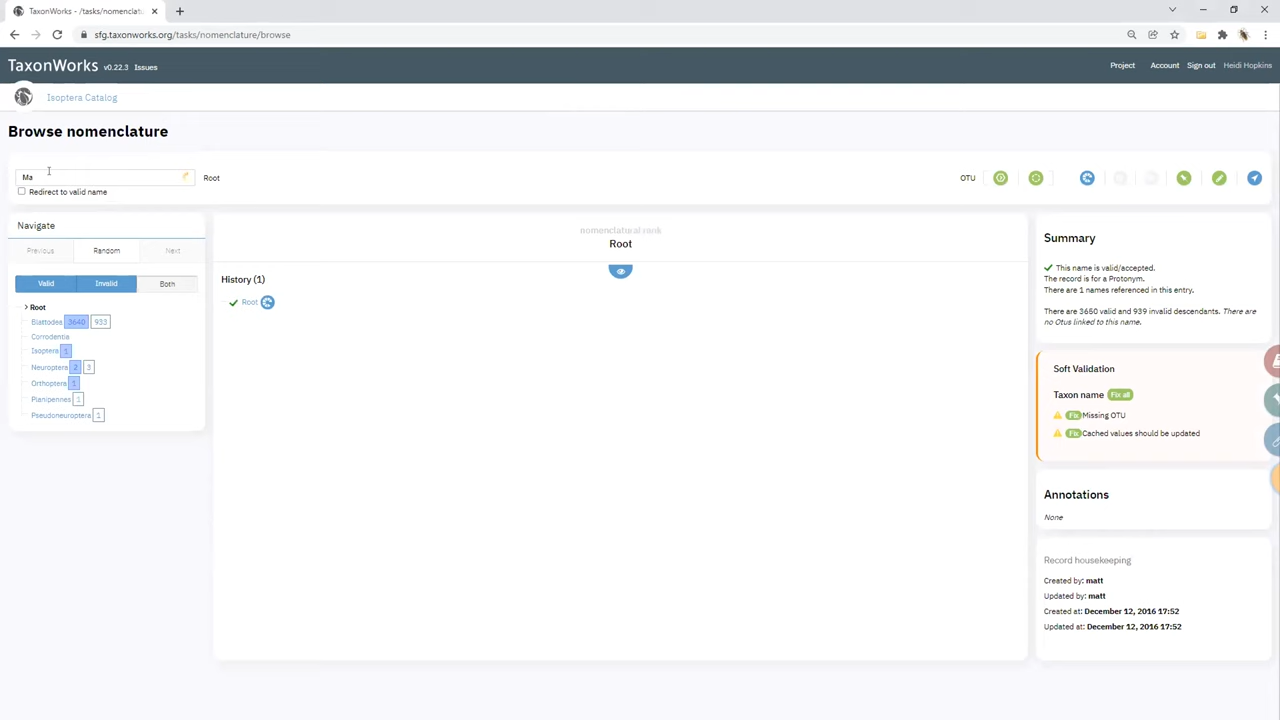 TaxonWorks - /tasks/nomenclatu
sfg.taxonworks.org/tasks/nomenclature/browse
TaxonWorks v0.22.3 Issues
Project Account Sign out Heidi Hopkins
Isoptera Catalog
Browse nomenclature
Ma
Root
OTU
Redirect to valid name
Navigate
Previous Random Next
Valid Invalid Both
Root
Blattodea 3640 933
Corrodentia
Isoptera 1
Neuroptera 2 3
Orthoptera 1
Planipennes 1
Pseudoneuroptera 1
nomenclatural rank
Root
History (1)
Root
Summary
This name is valid/accepted.
The record is for a Protonym.
There are 1 names referenced in this entry.
There are 3650 valid and 939 invalid descendants. There are
no Otus linked to this name.
Soft Validation
Taxon name Fix all
Fix Missing OTU
Fix Cached values should be updated
Annotations
None
Record housekeeping
Created by: matt
Updated by: matt
Created at: December 12, 2016 17:52
Updated at: December 12, 2016 17:52